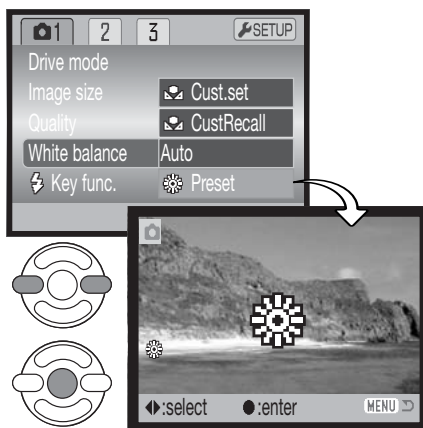 1 2 3 SETUP
Drive mode
Image size Cust.set
Quality CustRecall
White balance Auto
Key func. Preset
:select :enter MENU